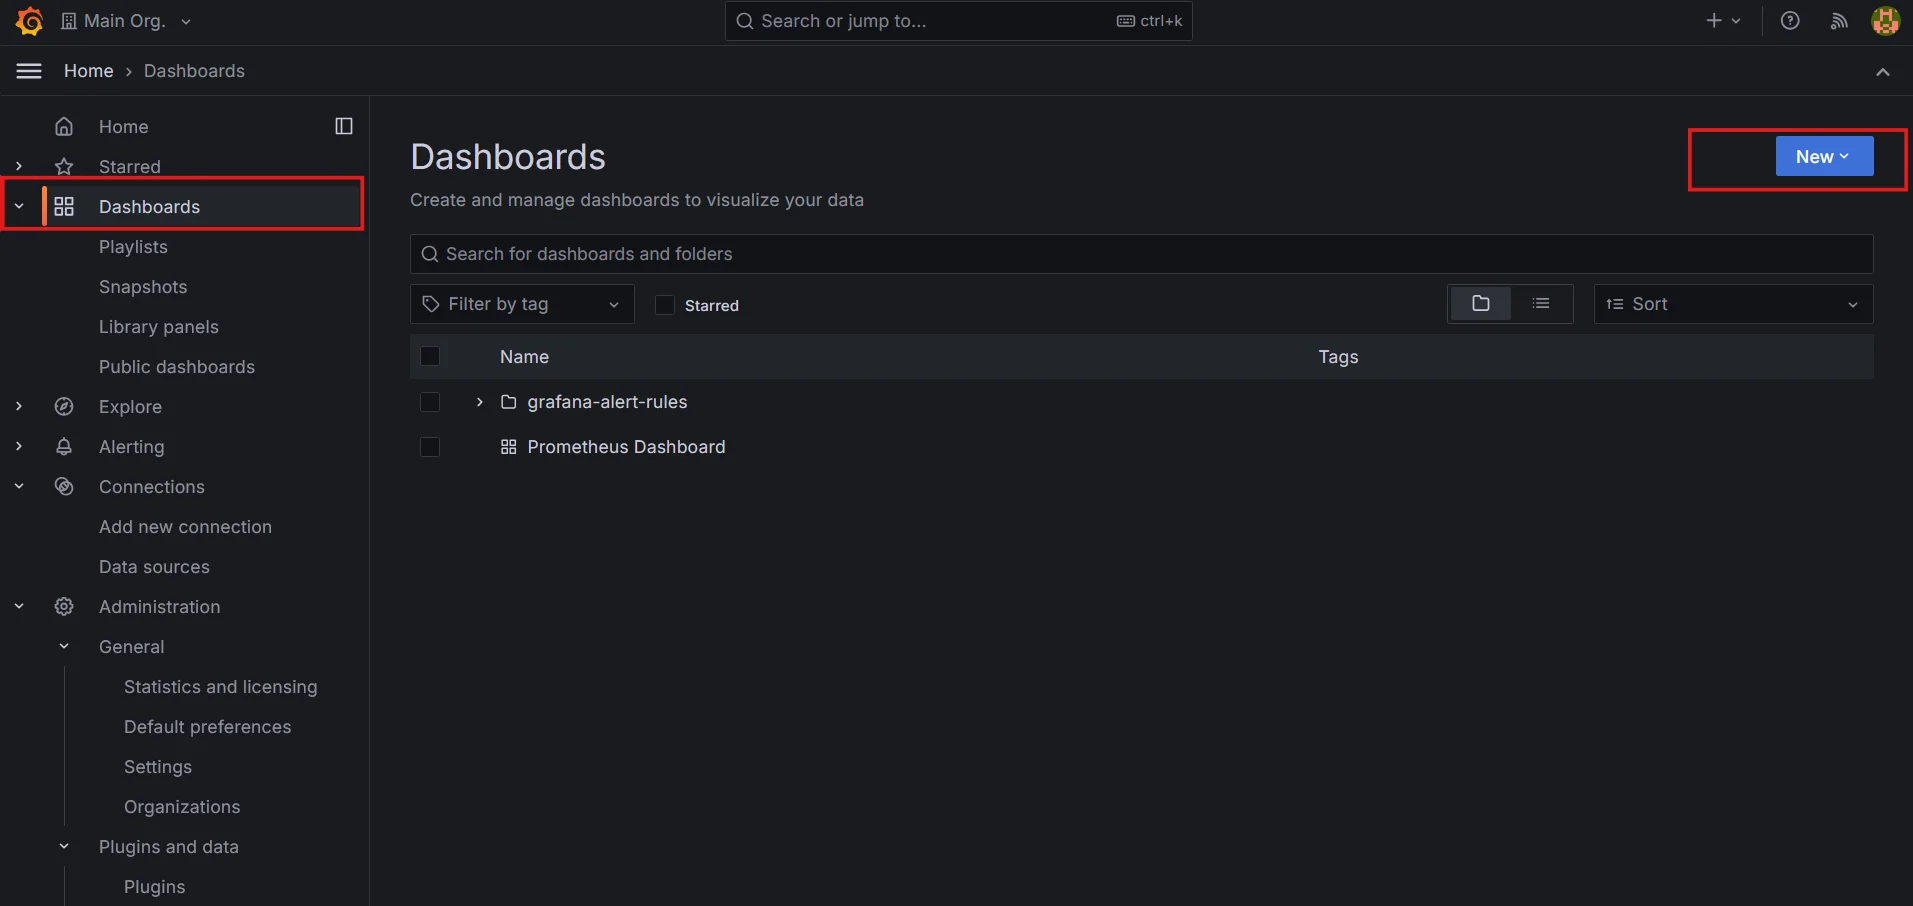 Main Org.
Search or jump to...
ctrl+k
Home
Dashboards
Home
Starred
Dashboards
Playlists
Snapshots
Library panels
Public dashboards
Explore
Alerting
Connections
Add new connection
Data sources
Administration
General
Statistics and licensing
Default preferences
Settings
Organizations
Plugins and data
Plugins
Dashboards
New
Create and manage dashboards to visualize your data
Search for dashboards and folders
Filter by tag
Starred
Sort
Name
Tags
grafana-alert-rules
Prometheus Dashboard